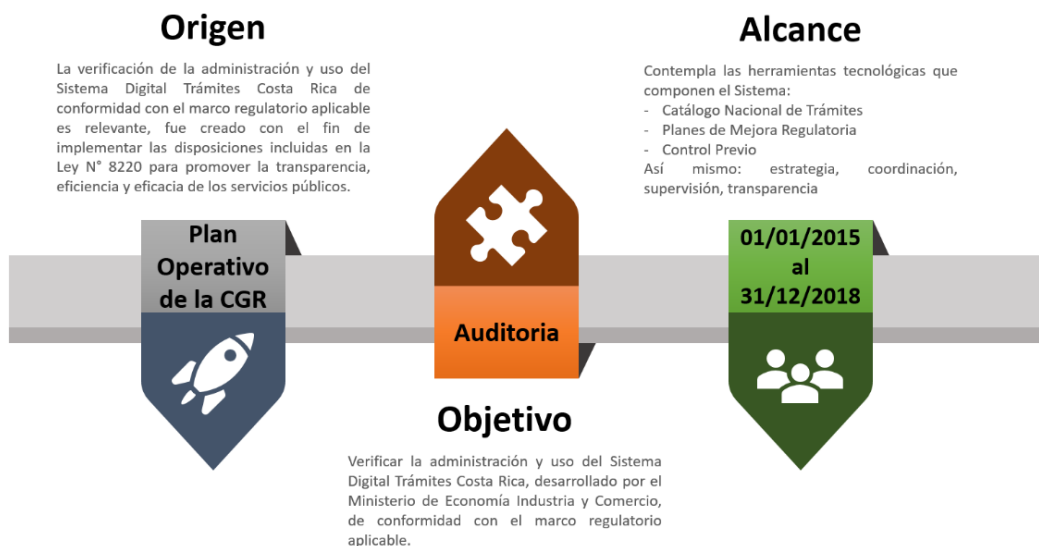 Origen
La verificación de la administración y uso del
Sistema Digital Trámites Costa Rica de
conformidad con el marco regulatorio aplicable
es relevante, fue creado con el fin de
implementar las disposiciones incluidas en la
Ley N° 8220 para promover la transparencia,
eficiencia y eficacia de los servicios públicos.
Plan
Operativo
de la CGR
Auditoria
Objetivo
Verificar la administración y uso del Sistema
Digital Trámites Costa Rica, desarrollado por el
Ministerio de Economía Industria y Comercio,
de conformidad con el marco regulatorio
aplicable.
Alcance
Contempla las herramientas tecnológicas que
componen el Sistema:
- Catálogo Nacional de Trámites
- Planes de Mejora Regulatoria
- Control Previo
Así mismo: estrategia, coordinación,
supervisión, transparencia
01/01/2015
al
31/12/2018